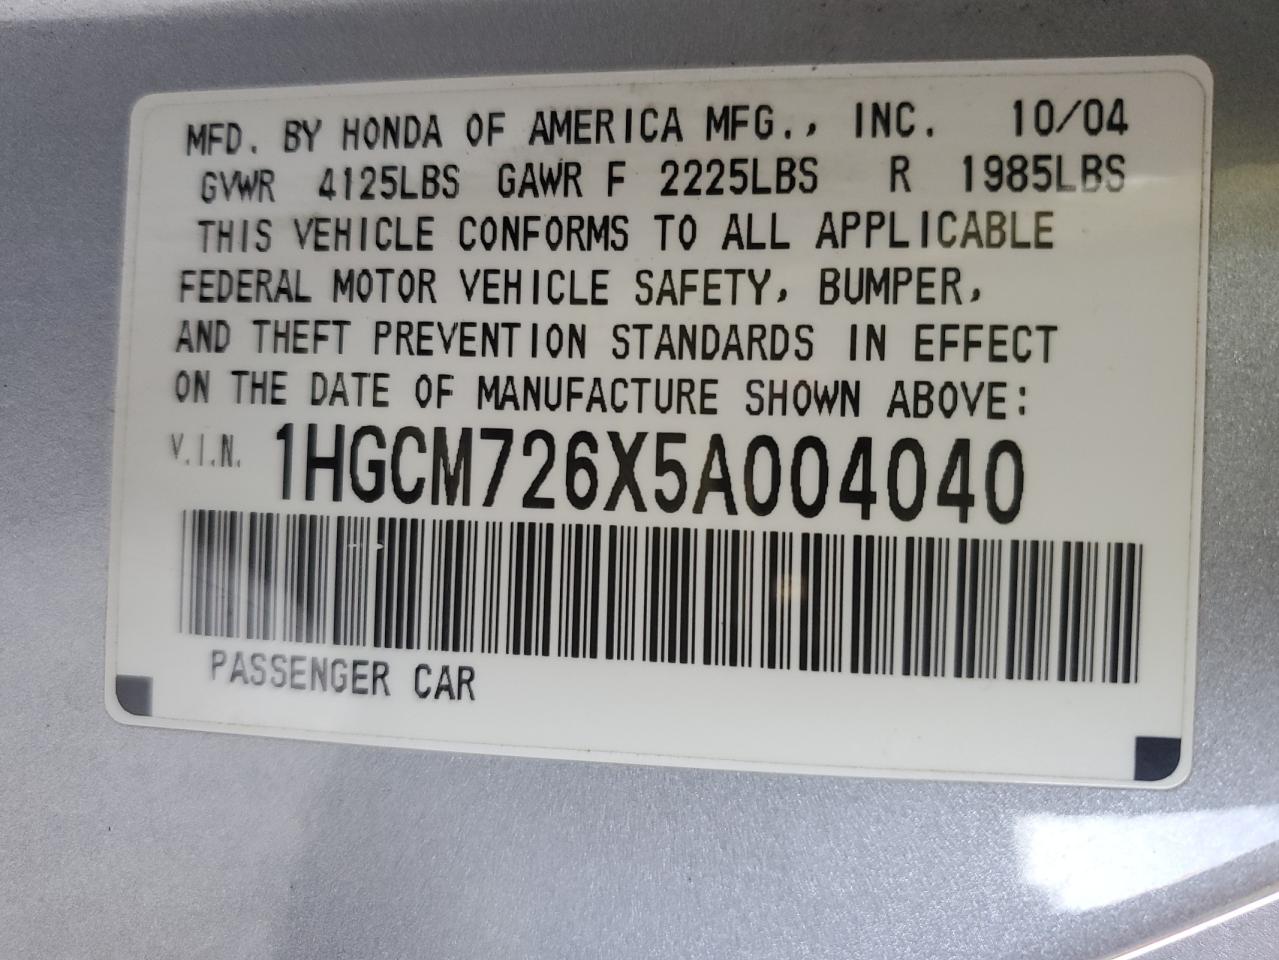 MFD. BY HONDA OF AMERICA MFG., INC. 10/04
GVWR 4125LBS GAWR F 2225LBS R 1985LBS
THIS VEHICLE CONFORMS TO ALL APPLICABLE
FEDERAL MOTOR VEHICLE SAFETY, BUMPER,
AND THEFT PREVENTION STANDARDS IN EFFECT
ON THE DATE OF MANUFACTURE SHOWN ABOVE:
V.I.N. 1HGCM726X5A004040
PASSENGER CAR